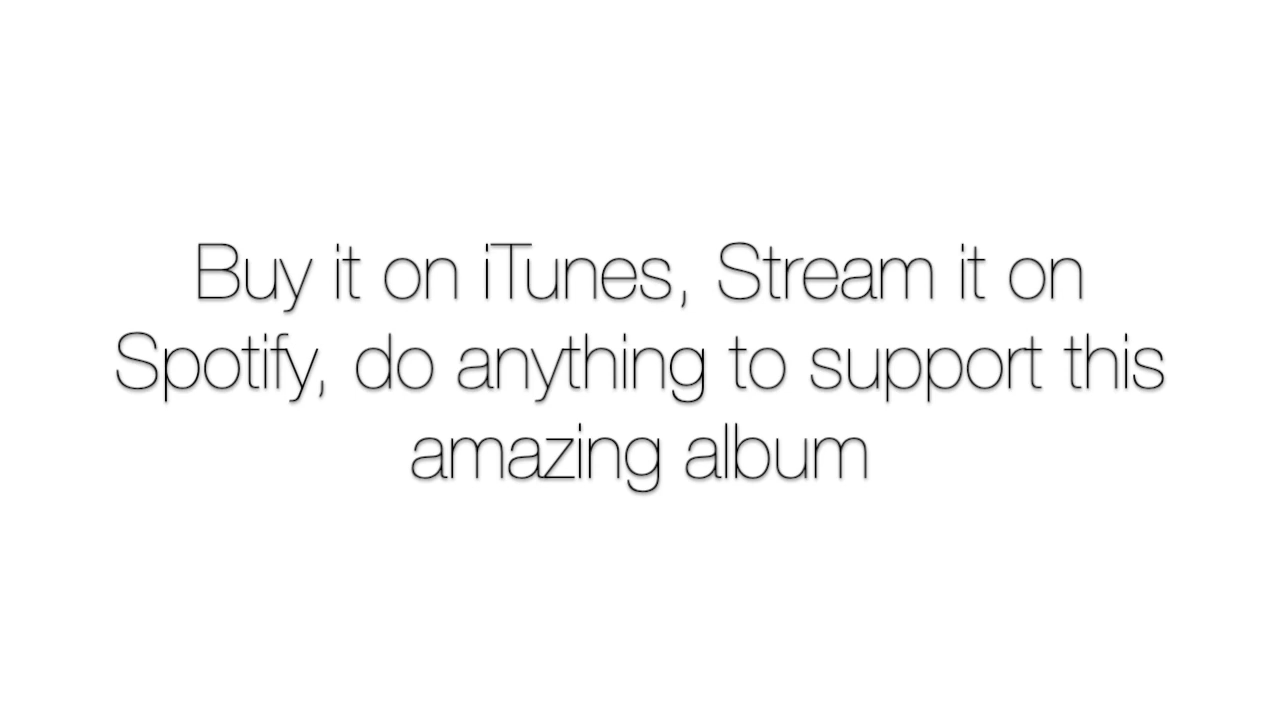 Buy it on iTunes, Stream it on
Spotify, do anything to support this
amazing album